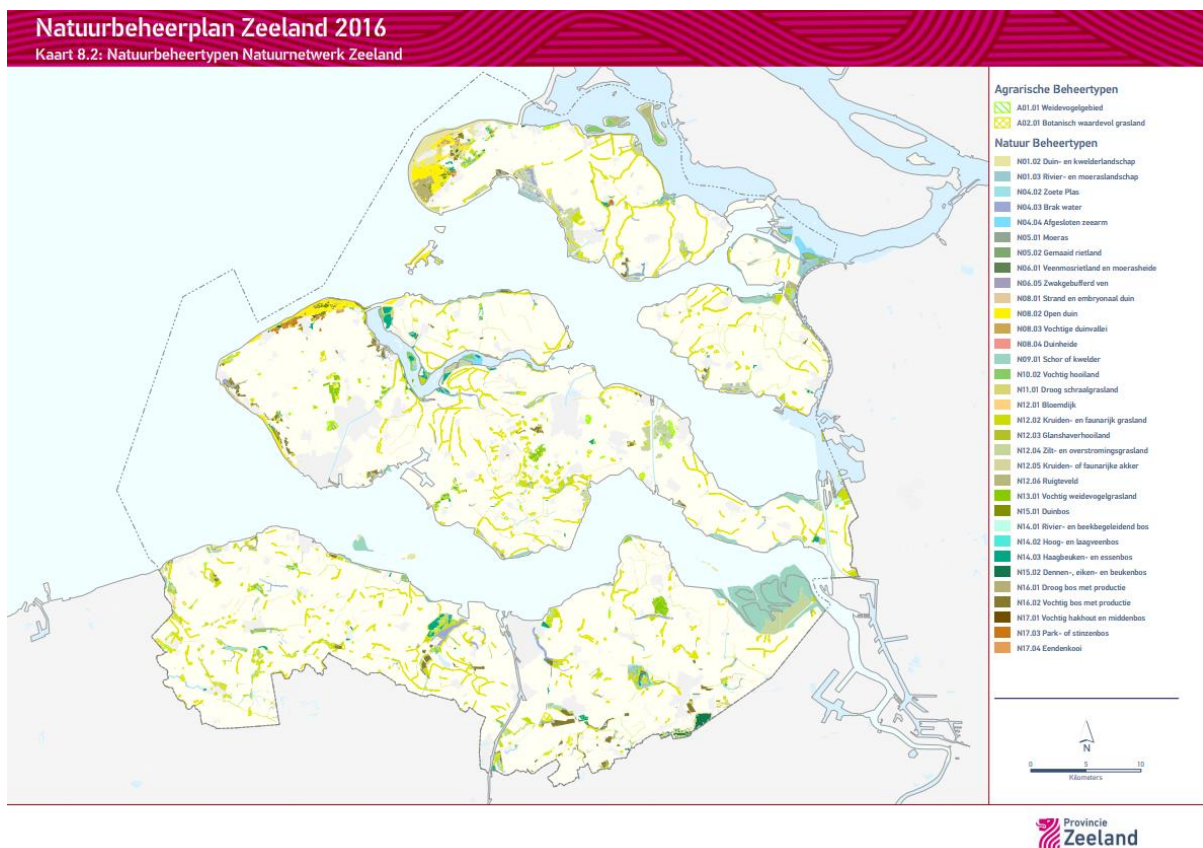 Natuurbeheerplan Zeeland 2016
Kaart 8.2: Natuurbeheertypen Natuurnetwerk Zeeland
Agrarische Beheertypen
A01.01 Weidevogelgebied
A02.01 Botanisch waardevol grasland
Natuur Beheertypen
N01.02 Duin- en kwelderlandschap
N01.03 Rivier- en moeraslandschap
N04.02 Zoete Plas
N04.03 Brak water
N04.04 Afgesloten zeearm
N05.01 Moeras
N05.02 Gemaaid rietland
N06.01 Veenmosrietland en moerasheide
N06.05 Zwakgebufferd ven
N08.01 Strand en embryonaal duin
N08.02 Open duin
N08.03 Vochtige duinvallei
N08.04 Duinheide
N09.01 Schor of kwelder
N10.02 Vochtig hooiland
N11.01 Droog schraalgrasland
N12.01 Bloemdijk
N12.02 Kruiden- en faunarijk grasland
N12.03 Glanshaverhooiland
N12.04 Zilt- en overstromingsgrasland
N12.05 Kruiden- of faunarijke akker
N12.06 Ruigteveld
N13.01 Vochtig weidevogelgrasland
N15.01 Duinbos
N14.01 Rivier- en beekbegeleidend bos
N14.02 Hoog- en laagveenbos
N14.03 Haagbeuken- en essenbos
N15.02 Dennen-, eiken- en beukenbos
N16.01 Droog bos met productie
N16.02 Vochtig bos met productie
N17.01 Vochtig hakhout en middenbos
N17.03 Park- of stinzenbos
N17.04 Eendenkooi
N
0 5 10
Kilometers
Provincie
Zeeland